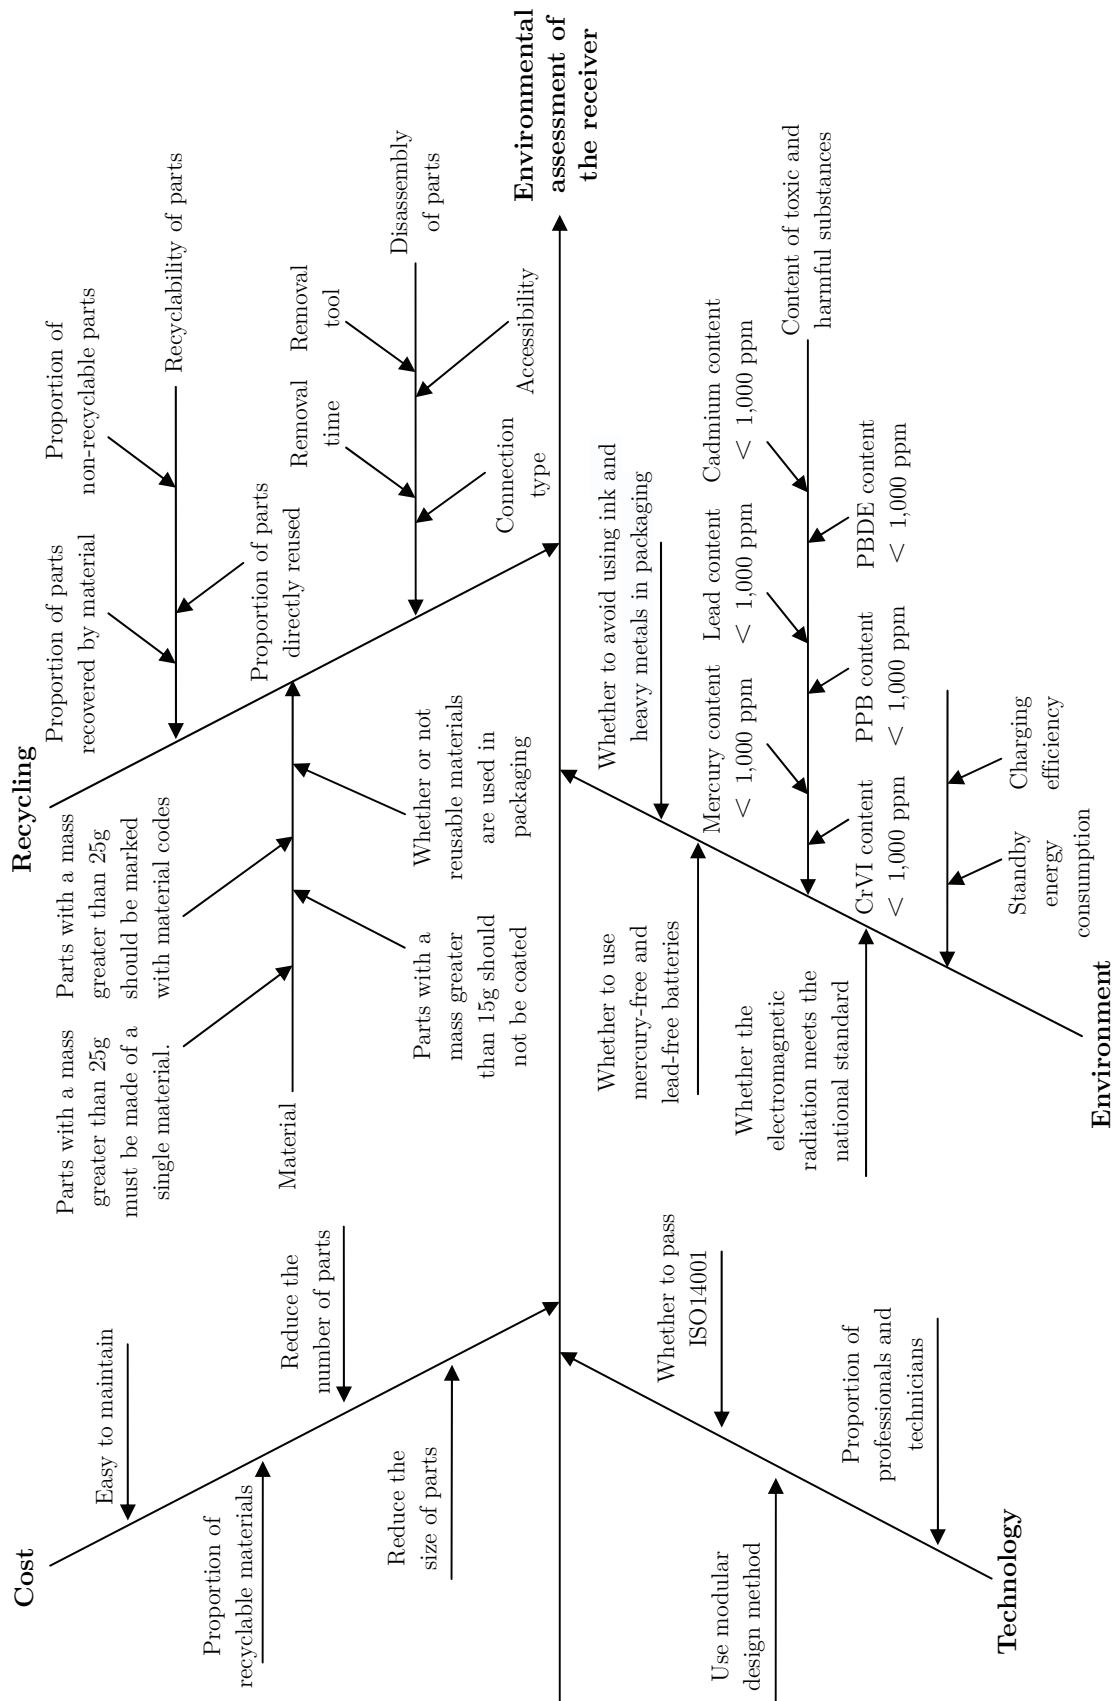 Cost
Easy to maintain
Proportion of
recyclable materials
Reduce the
number of parts
Reduce the
size of parts
Recycling
Parts with a mass
greater than 25g
must be made of a
single material.
Parts with a mass
greater than 25g
should be marked
with material codes
Material
Parts with a
mass greater
than 15g should
not be coated
Whether or not
reusable materials
are used in
packaging
Proportion of parts
recovered by material
Proportion of
non-recyclable parts
Recyclability of parts
Proportion of parts
directly reused
Removal
time
Removal
tool
Disassembly
of parts
Connection
type
Accessibility
Environmental
assessment of
the receiver
Technology
Whether to pass
ISO14001
Use modular
design method
Proportion of
professionals and
technicians
Environment
Whether to avoid using ink and
heavy metals in packaging
Whether to use
mercury-free and
lead-free batteries
Mercury content
< 1,000 ppm
Lead content
< 1,000 ppm
Cadmium content
< 1,000 ppm
Content of toxic and
harmful substances
CrVI content
< 1,000 ppm
PPB content
< 1,000 ppm
PBDE content
< 1,000 ppm
Whether the
electromagnetic
radiation meets the
national standard
Standby
energy
consumption
Charging
efficiency